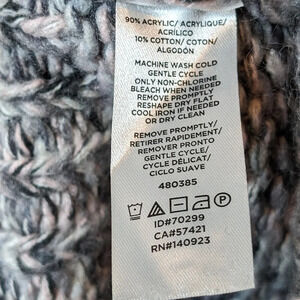 90% ACRYLIC/ ACRYLIQUE/
ACRÍLICO
10% COTTON/ COTON/
ALGODÓN
MACHINE WASH COLD
GENTLE CYCLE
ONLY NON-CHLORINE
BLEACH WHEN NEEDED
REMOVE PROMPTLY
RESHAPE DRY FLAT
COOL IRON IF NEEDED
OR DRY CLEAN
REMOVE PROMPTLY/
RETIRER RAPIDEMENT/
REMOVER PRONTO
GENTLE CYCLE/
CYCLE DÉLICAT/
CICLO SUAVE
480385
ID#70299
CA#57421
RN#140923